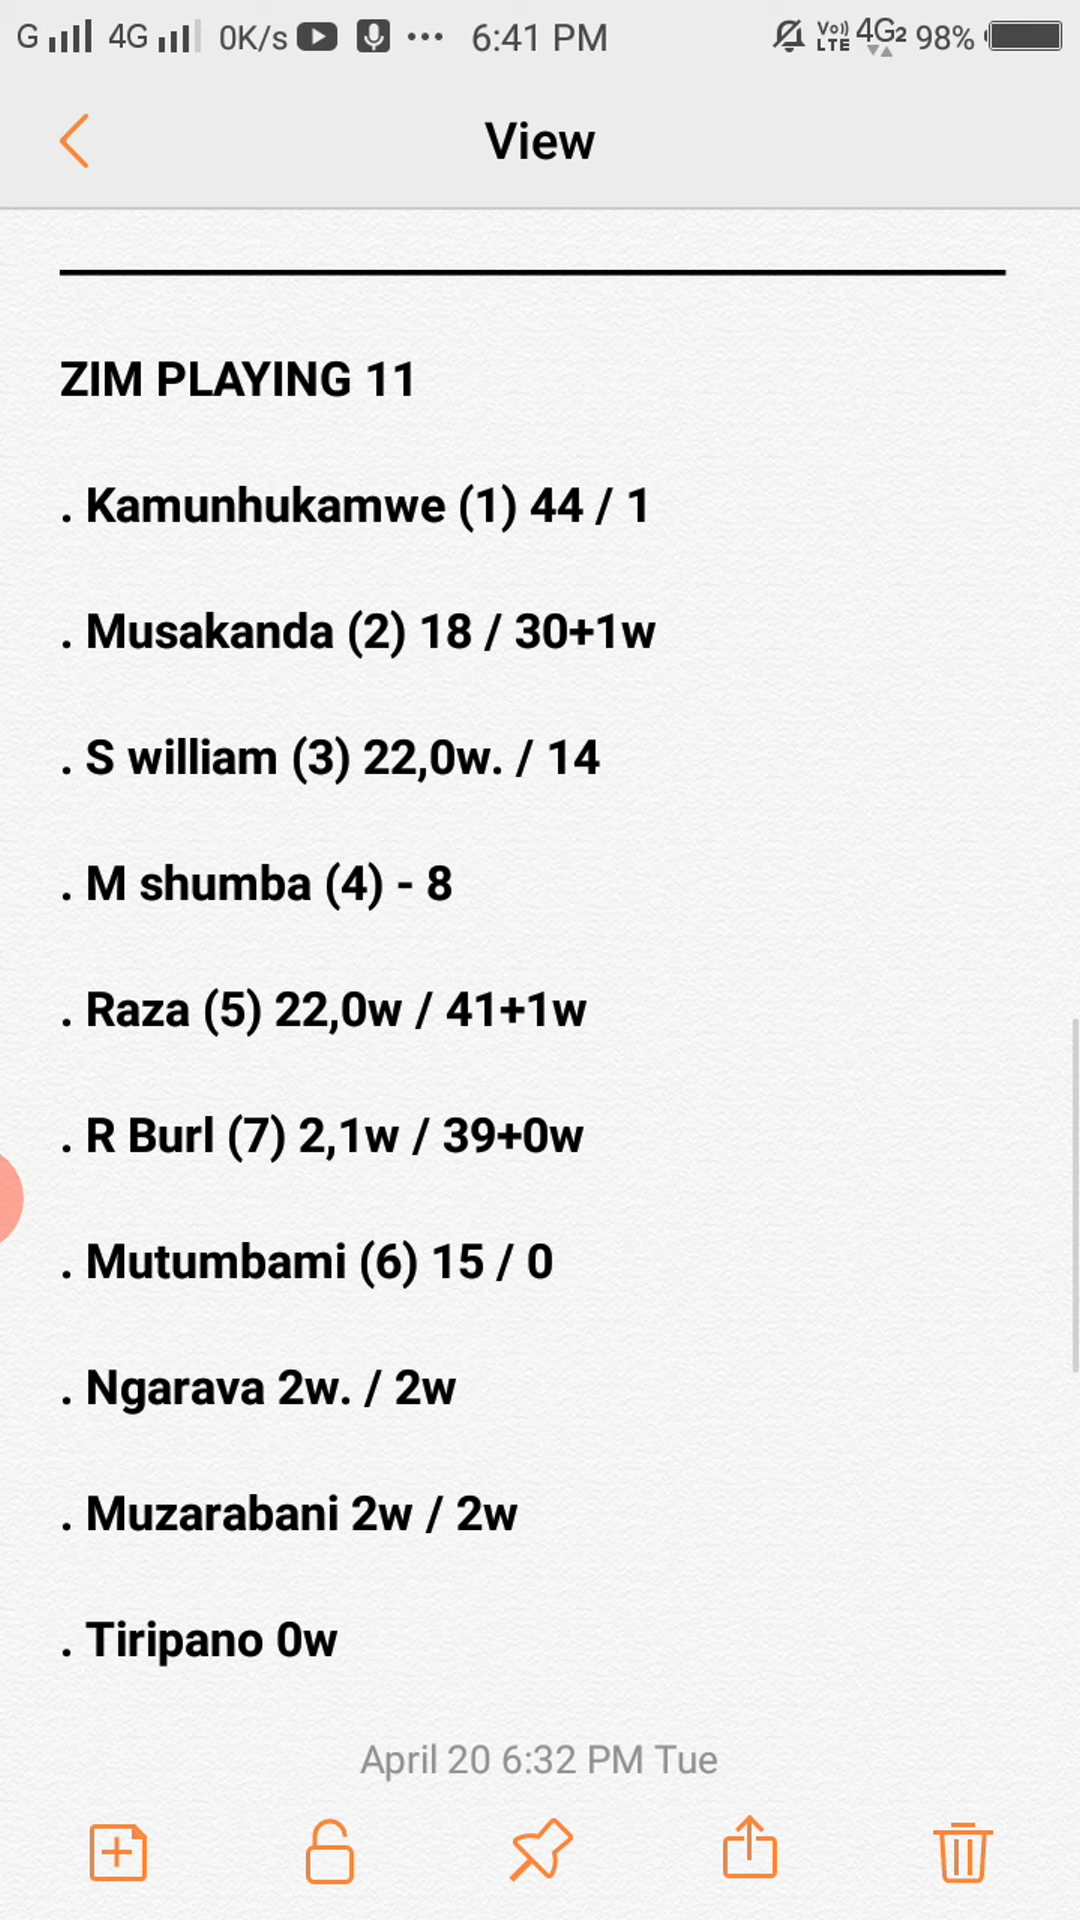 G 4G 0K/s ... 6:41 PM Vo)) LTE 4G2 98%
View
ZIM PLAYING 11
. Kamunhukamwe (1) 44 / 1
. Musakanda (2) 18 / 30+1w
. S william (3) 22,0w. / 14
. M shumba (4) - 8
. Raza (5) 22,0w / 41+1w
. R Burl (7) 2,1w / 39+0w
. Mutumbami (6) 15 / 0
. Ngarava 2w. / 2w
. Muzarabani 2w / 2w
. Tiripano 0w
April 20 6:32 PM Tue